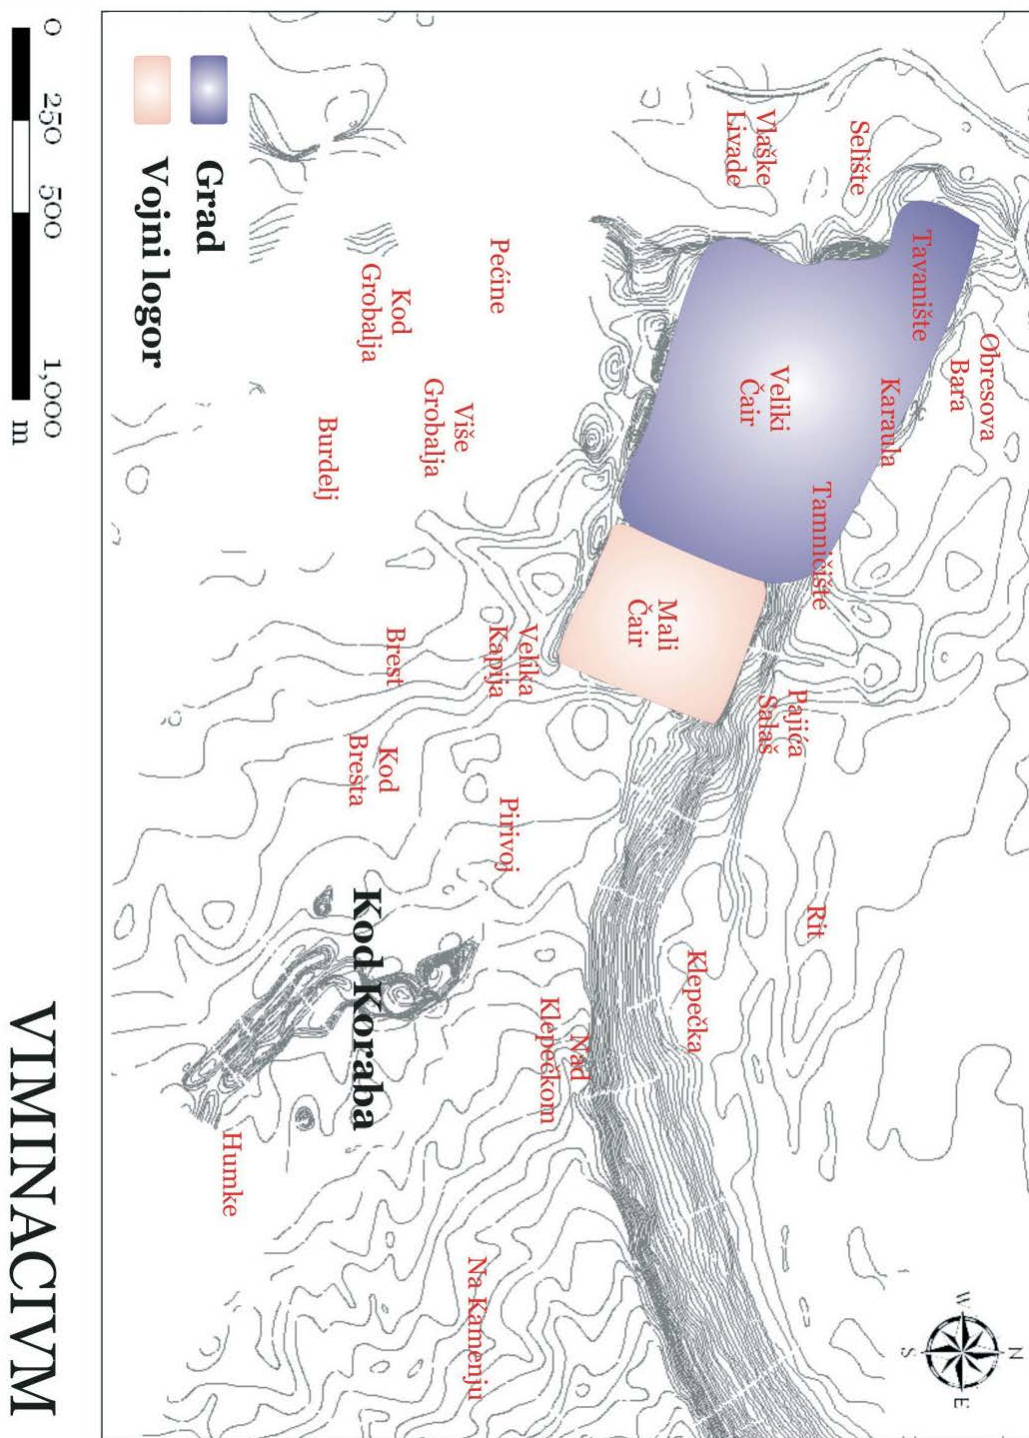 N
W
E
S
Obresova
Bara
Tavanište
Karaula
Selište
Tamničište
Rit
Pajića
Salaš
Vlaške
Livade
Veliki
Čair
Klepečka
Mali
Čair
Nad
Klepečkom
Velika
Kapija
Pirivoj
Pećine
Na Kamenju
Više
Grobalja
Kod
Grobalja
Brest
Kod
Bresta
Kod Koraba
Burdelj
Humke
Grad
Vojni logor
0 250 500 1,000
m
VIMINACIVM